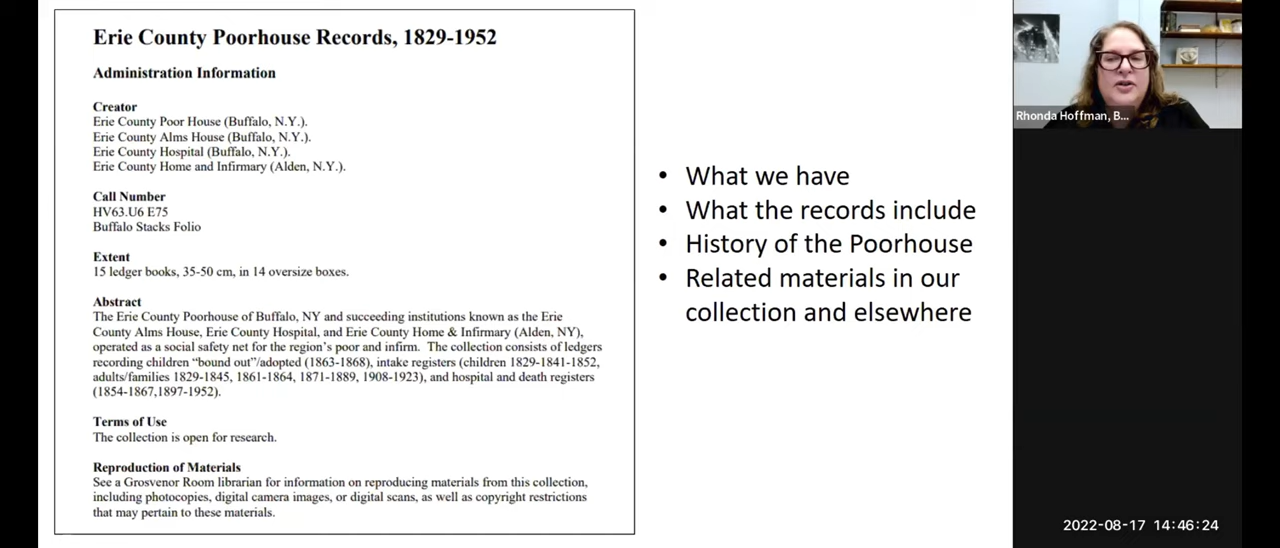 Erie County Poorhouse Records, 1829-1952
Administration Information
Creator
Erie County Poor House (Buffalo, N.Y.).
Erie County Alms House (Buffalo, N.Y.).
Erie County Hospital (Buffalo, N.Y.).
Erie County Home and Infirmary (Alden, N.Y.).
Call Number
HV63.U6 E75
Buffalo Stacks Folio
Extent
15 ledger books, 35-50 cm, in 14 oversize boxes.
Abstract
The Erie County Poorhouse of Buffalo, NY and succeeding institutions known as the Erie
County Alms House, Erie County Hospital, and Erie County Home & Infirmary (Alden, NY),
operated as a social safety net for the region's poor and infirm. The collection consists of ledgers
recording children "bound out"/adopted (1863-1868), intake registers (children 1829-1841-1852,
adults/families 1829-1845, 1861-1864, 1871-1889, 1908-1923), and hospital and death registers
(1854-1867,1897-1952).
Terms of Use
The collection is open for research.
Reproduction of Materials
See a Grosvenor Room librarian for information on reproducing materials from this collection,
including photocopies, digital camera images, or digital scans, as well as copyright restrictions
that may pertain to these materials.
• What we have
• What the records include
• History of the Poorhouse
• Related materials in our
collection and elsewhere
Rhonda Hoffman, B...
2022-08-17 14:46:24